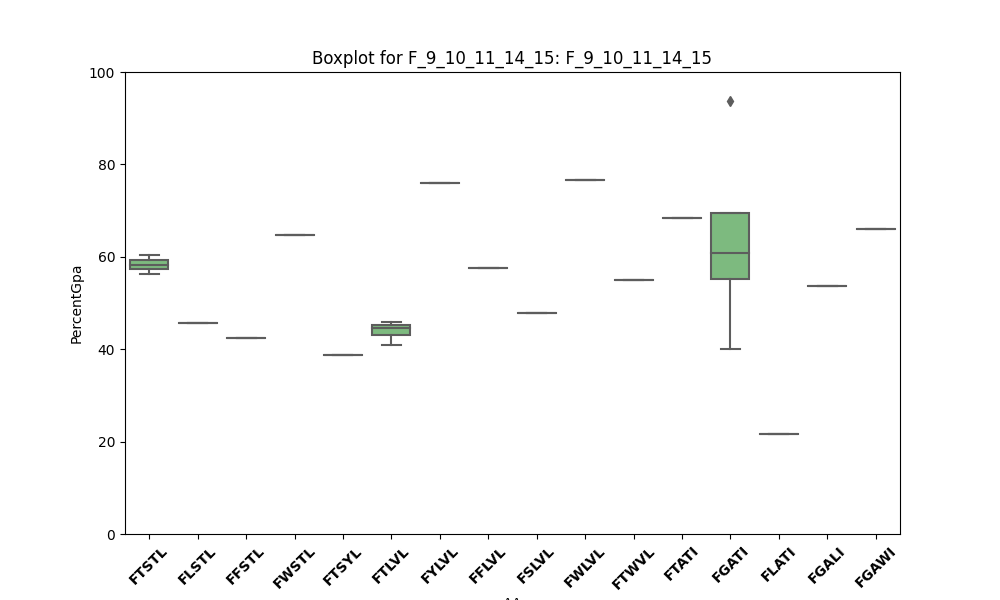 Boxplot for F_9_10_11_14_15: F_9_10_11_14_15
100
80
60
40
20
0
PercentGpa
FTSTL
FLSTL
FFSTL
FWSTL
FTSYL
FTLVL
FYLVL
FFLVL
FSLVL
FWLVL
FTWVL
FTATI
FGATI
FLATI
FGALI
FGAWI